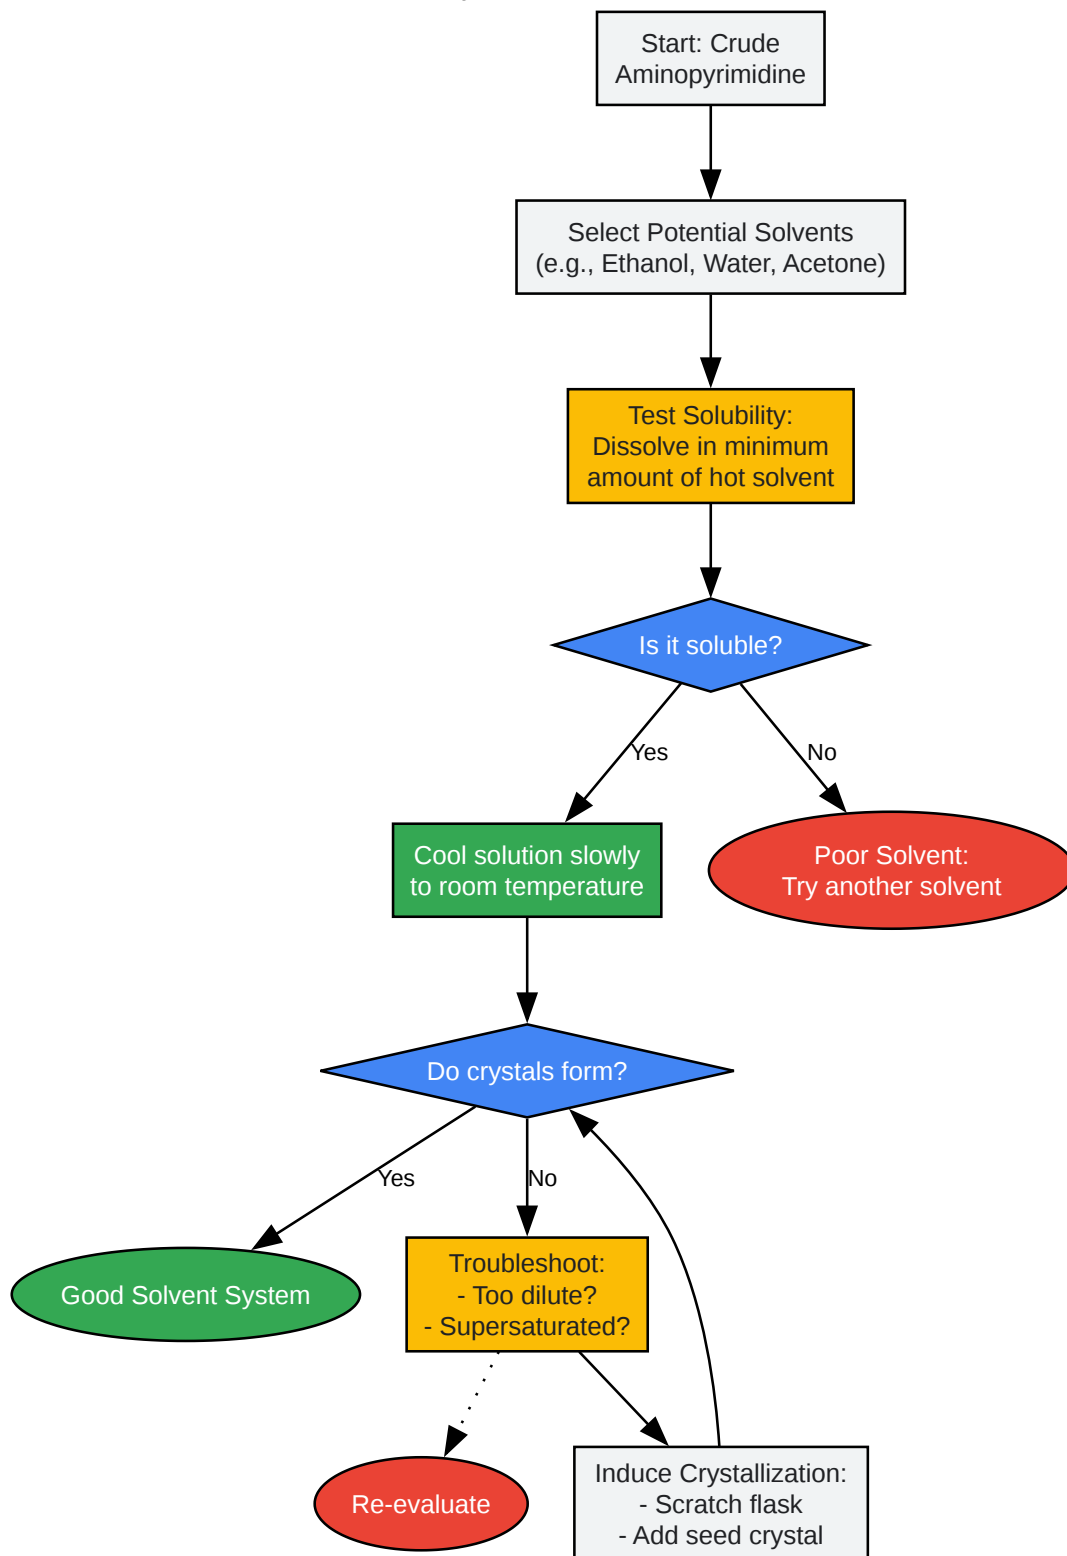 Start: Crude
Aminopyrimidine
Select Potential Solvents
(e.g., Ethanol, Water, Acetone)
Test Solubility:
Dissolve in minimum
amount of hot solvent
Is it soluble?
Yes
No
Cool solution slowly
to room temperature
Poor Solvent:
Try another solvent
Do crystals form?
Yes
No
Good Solvent System
Troubleshoot:
- Too dilute?
- Supersaturated?
Re-evaluate
Induce Crystallization:
- Scratch flask
- Add seed crystal